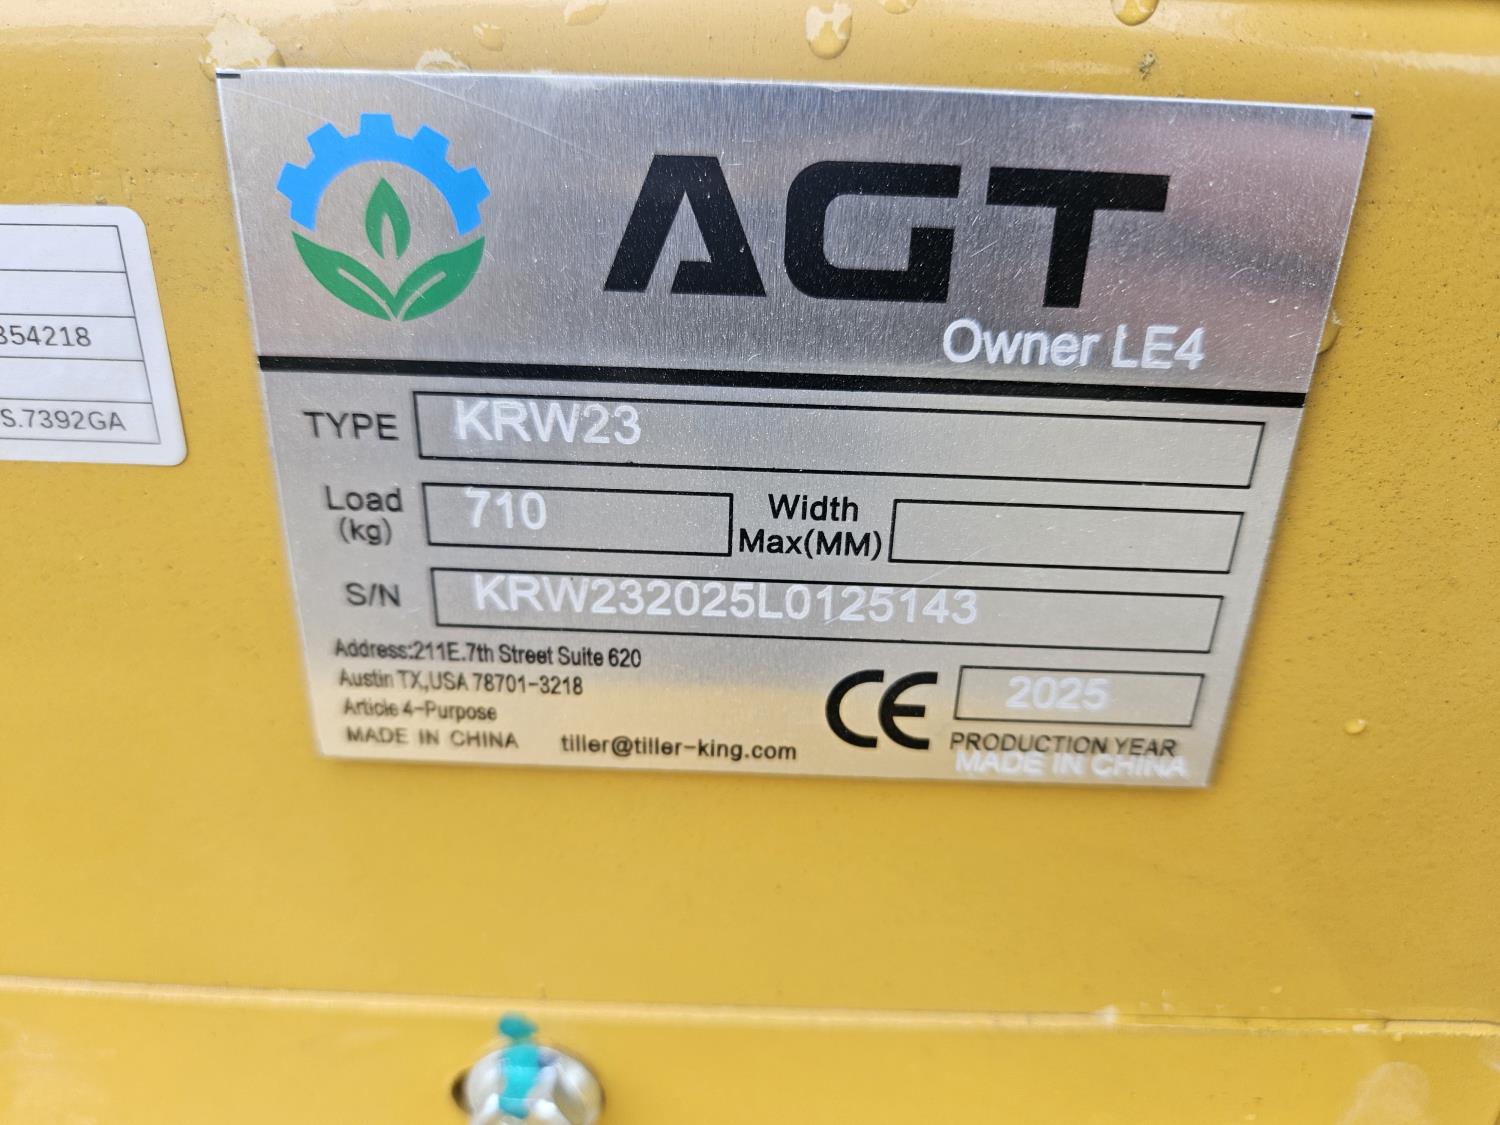 AGT
Owner LE4
TYPE KRW23
Load (kg) 710 Width Max(MM)
S/N KRW232025L0125143
Address:211E.7th Street Suite 620
Austin TX,USA 78701-3218
Article 4-Purpose
MADE IN CHINA tiller@tiller-king.com
CE 2025
PRODUCTION YEAR
MADE IN CHINA
354218
S.7392GA